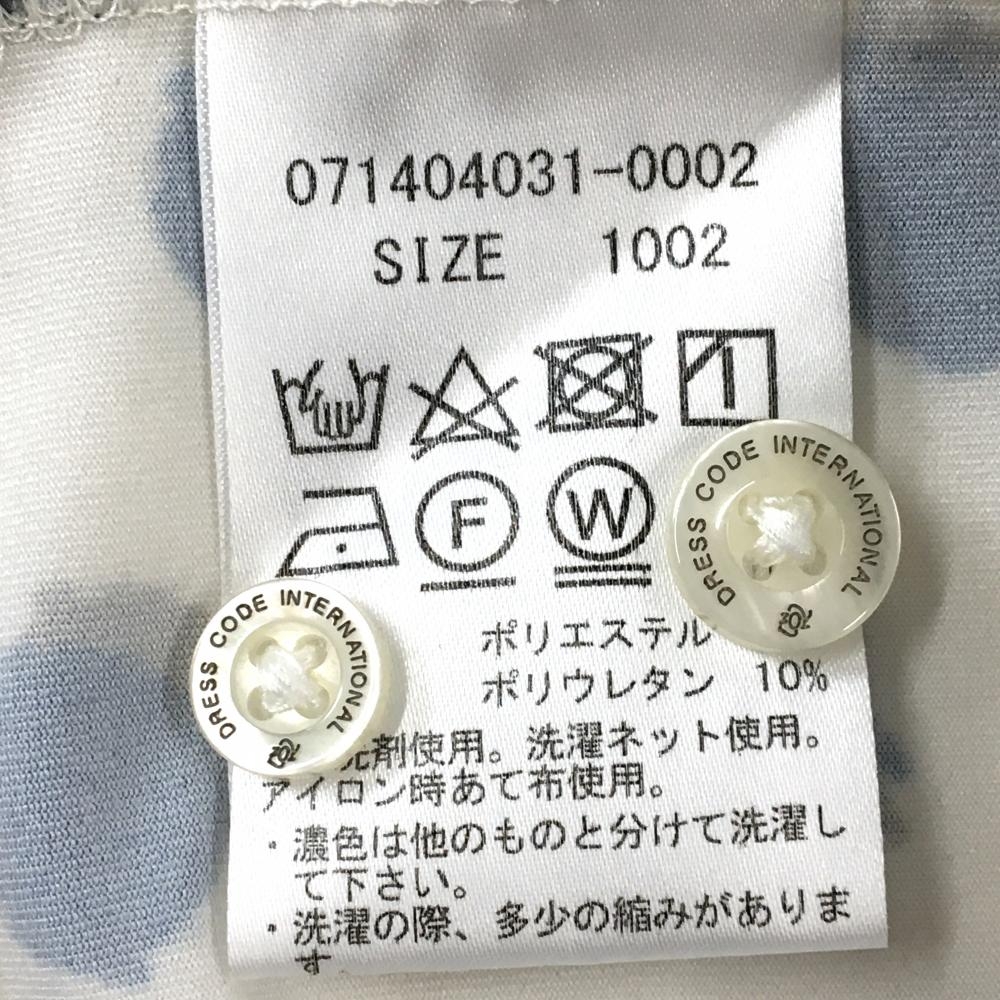 071404031-0002
SIZE 1002
F W
DRESS CODE INTERNATIONAL
ポリエステル
ポリウレタン 10%
DRESS CODE INTERNATIONAL
洗剤使用。洗濯ネット使用。
アイロン時あて布使用。
・濃色は他のものと分けて洗濯し
て下さい。
・洗濯の際、多少の縮みがありま
す